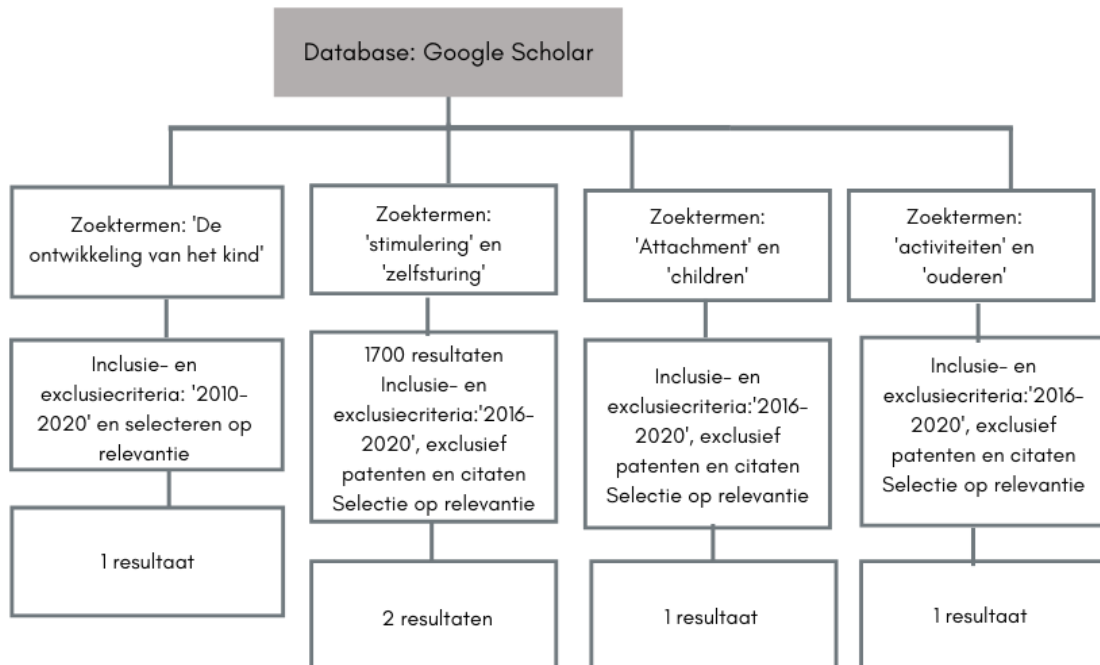 Database: Google Scholar
Zoektermen: 'De
ontwikkeling van het kind'
Zoektermen:
'stimulering' en
'zelfsturing'
Zoektermen:
'Attachment' en
'children'
Zoektermen:
'activiteiten' en
'ouderen'
Inclusie- en
exclusiecriteria: '2010-
2020' en selecteren op
relevantie
1700 resultaten
Inclusie- en
exclusiecriteria:'2016-
2020', exclusief
patenten en citaten
Selectie op relevantie
Inclusie- en
exclusiecriteria:'2016-
2020', exclusief
patenten en citaten
Selectie op relevantie
Inclusie- en
exclusiecriteria:'2016-
2020', exclusief
patenten en citaten
Selectie op relevantie
1 resultaat
2 resultaten
1 resultaat
1 resultaat